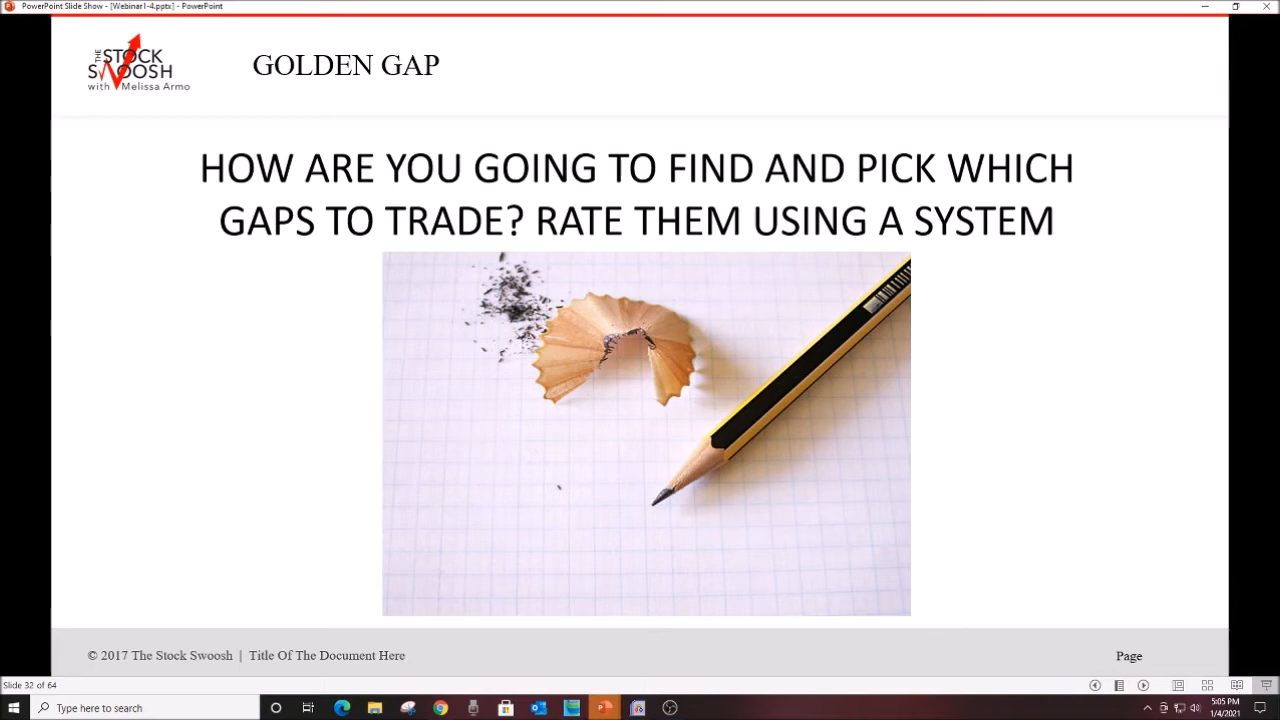 PowerPoint Slide Show - [Webinar1-4.pptx] - PowerPoint
THE
STOCK
SWOOSH
with Melissa Armo
GOLDEN GAP
HOW ARE YOU GOING TO FIND AND PICK WHICH
GAPS TO TRADE? RATE THEM USING A SYSTEM
© 2017 The Stock Swoosh | Title Of The Document Here
Page
Slide 32 of 64
Type here to search
5:05 PM
1/4/2021